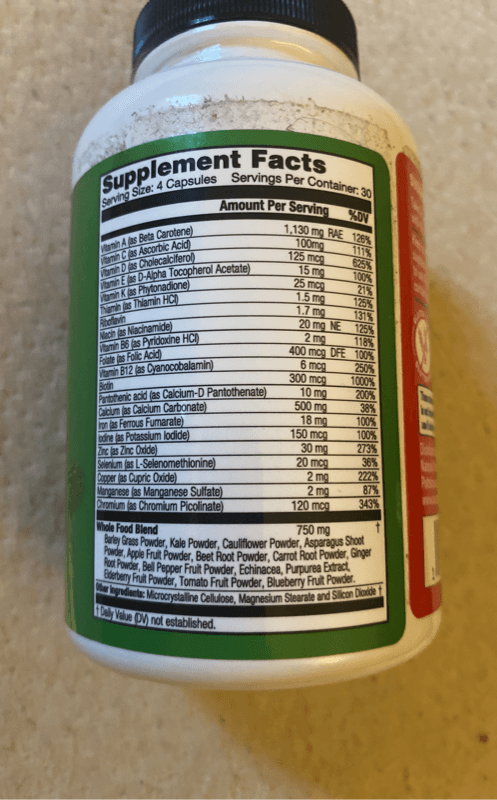 Supplement Facts
Serving Size: 4 Capsules Servings Per Container: 30
Amount Per Serving %DV
Vitamin A (as Beta Carotene) 1,130 mg RAE 126%
Vitamin C (as Ascorbic Acid) 100mg 111%
Vitamin D (as Cholecalciferol) 125 mcg 625%
Vitamin E (as D-Alpha Tocopherol Acetate) 15 mg 100%
Vitamin K (as Phytonadione) 25 mcg 21%
Thiamin (as Thiamin HCl) 1.5 mg 125%
Riboflavin 1.7 mg 131%
Niacin (as Niacinamide) 20 mg NE 125%
Vitamin B6 (as Pyridoxine HCl) 2 mg 118%
Folate (as Folic Acid) 400 mcg DFE 100%
Vitamin B12 (as Cyanocobalamin) 6 mcg 250%
Biotin 300 mcg 1000%
Pantothenic acid (as Calcium-D Pantothenate) 10 mg 200%
Calcium (as Calcium Carbonate) 500 mg 38%
Iron (as Ferrous Fumarate) 18 mg 100%
Iodine (as Potassium Iodide) 150 mcg 100%
Zinc (as Zinc Oxide) 30 mg 273%
Selenium (as L-Selenomethionine) 20 mcg 36%
Copper (as Cupric Oxide) 2 mg 222%
Manganese (as Manganese Sulfate) 2 mg 87%
Chromium (as Chromium Picolinate) 120 mcg 343%
Whole Food Blend 750 mg †
Barley Grass Powder, Kale Powder, Cauliflower Powder, Asparagus Shoot
Powder, Apple Fruit Powder, Beet Root Powder, Carrot Root Powder, Ginger
Root Powder, Bell Pepper Fruit Powder, Echinacea, Purpurea Extract,
Elderberry Fruit Powder, Tomato Fruit Powder, Blueberry Fruit Powder.
Other Ingredients: Microcrystalline Cellulose, Magnesium Stearate and Silicon Dioxide †
† Daily Value (DV) not established.